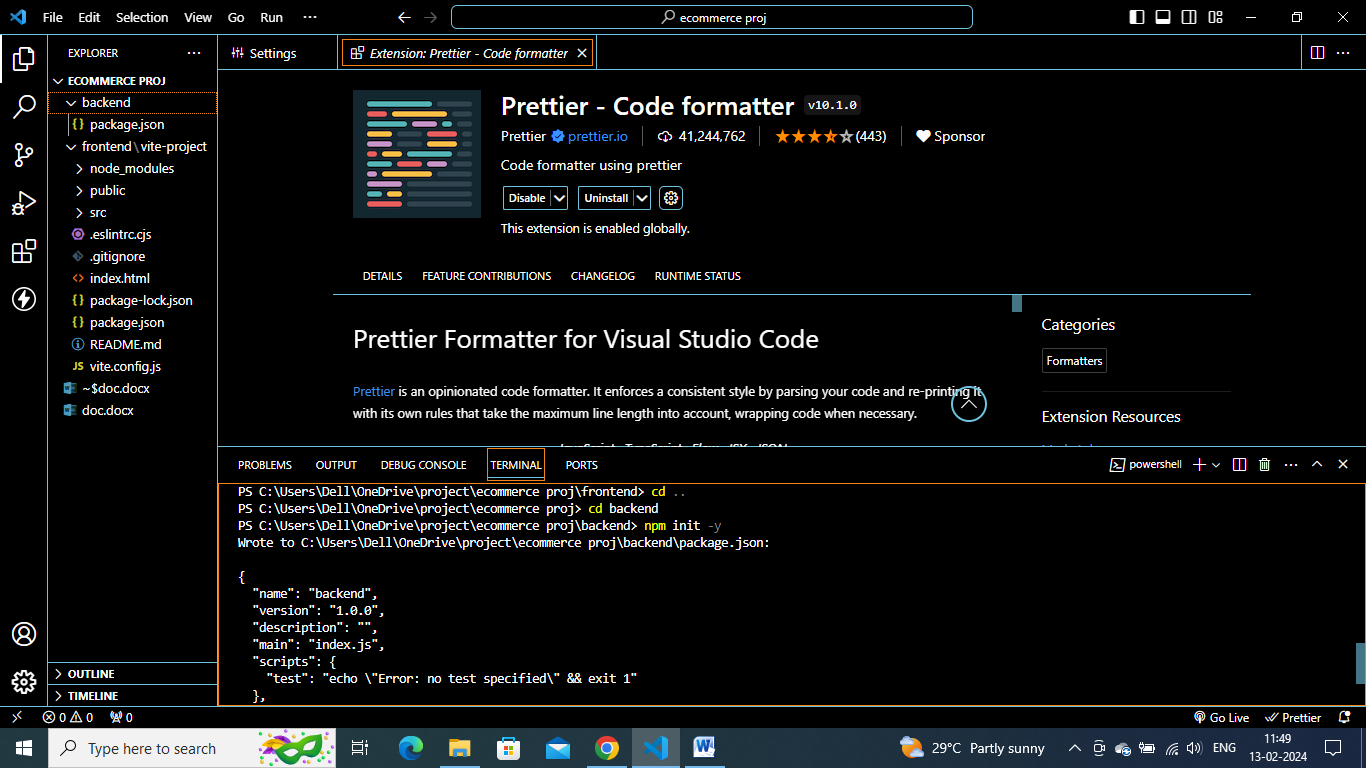 File Edit Selection View Go Run ···
ecommerce proj
EXPLORER
ECOMMERCE PROJ
backend
package.json
frontend\vite-project
node_modules
public
src
.eslintrc.cjs
.gitignore
index.html
package-lock.json
package.json
README.md
JS vite.config.js
~$doc.docx
doc.docx
OUTLINE
TIMELINE
Settings
Extension: Prettier - Code formatter
Prettier - Code formatter v10.1.0
Prettier prettier.io 41,244,762 (443) Sponsor
Code formatter using prettier
Disable Uninstall
This extension is enabled globally.
DETAILS FEATURE CONTRIBUTIONS CHANGELOG RUNTIME STATUS
Prettier Formatter for Visual Studio Code
Prettier is an opinionated code formatter. It enforces a consistent style by parsing your code and re-printing it
with its own rules that take the maximum line length into account, wrapping code when necessary.
JavaScript · TypeScript · Flow · JSX · JSON
Categories
Formatters
Extension Resources
PROBLEMS OUTPUT DEBUG CONSOLE TERMINAL PORTS
powershell
PS C:\Users\Dell\OneDrive\project\ecommerce proj\frontend> cd ..
PS C:\Users\Dell\OneDrive\project\ecommerce proj> cd backend
PS C:\Users\Dell\OneDrive\project\ecommerce proj\backend> npm init -y
Wrote to C:\Users\Dell\OneDrive\project\ecommerce proj\backend\package.json:
{
"name": "backend",
"version": "1.0.0",
"description": "",
"main": "index.js",
"scripts": {
"test": "echo \"Error: no test specified\" && exit 1"
},
0 0 0
Go Live Prettier
Type here to search
29°C Partly sunny
ENG
11:49
13-02-2024